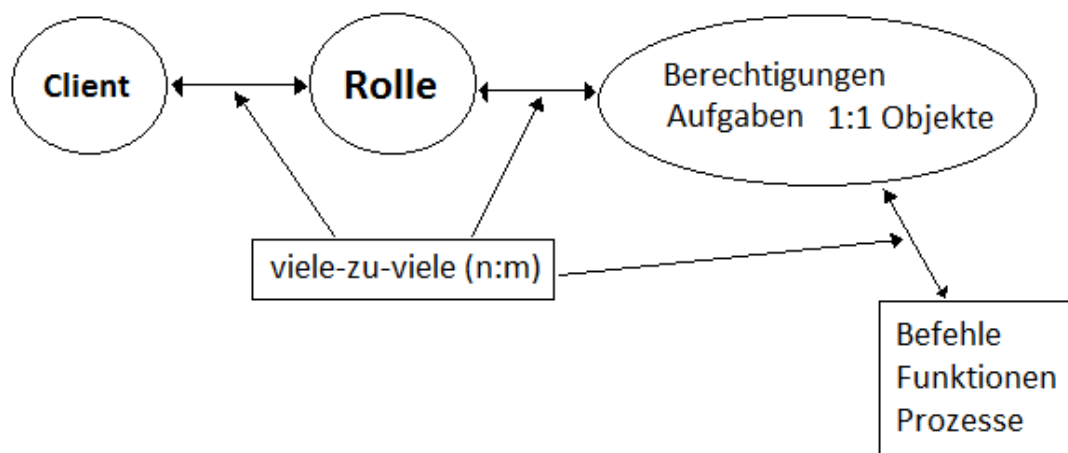 Client
Rolle
Berechtigungen
Aufgaben 1:1 Objekte
viele-zu-viele (n:m)
Befehle
Funktionen
Prozesse